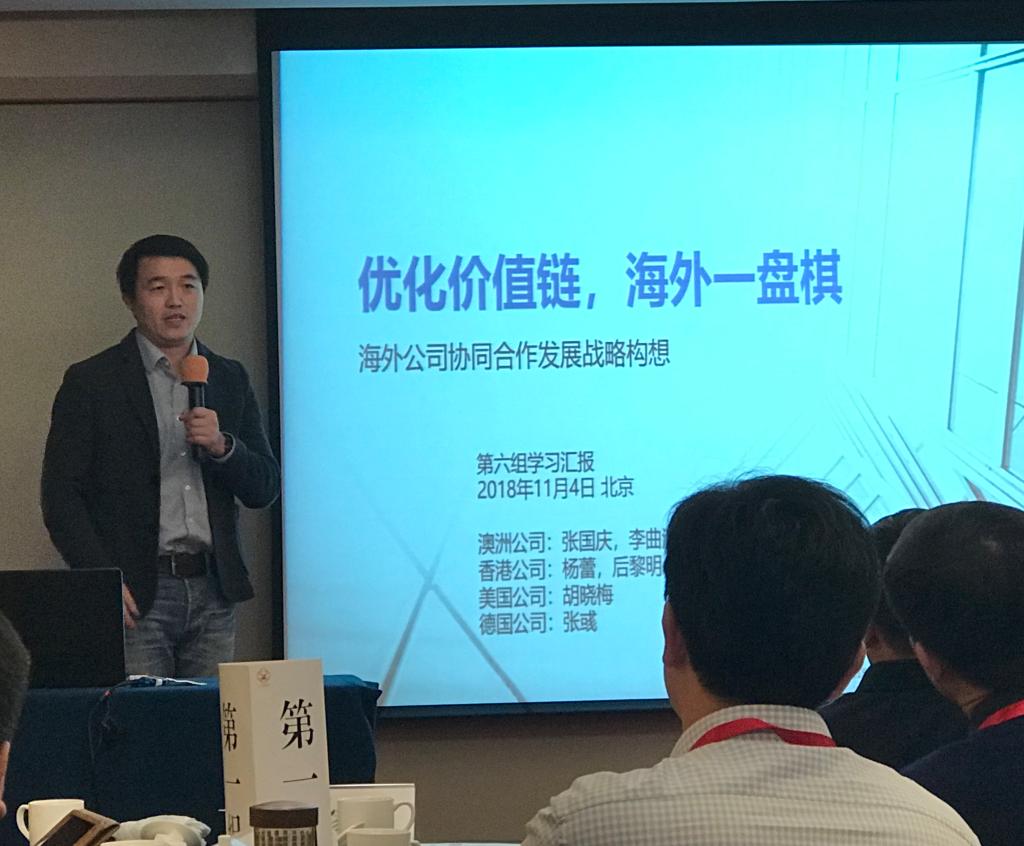 优化价值链，海外一盘棋
海外公司协同合作发展战略构想
第六组学习汇报
2018年11月4日 北京
澳洲公司：张国庆，李曲
香港公司：杨蕾，后黎明
美国公司：胡晓梅
德国公司：张彧
第一
第一组